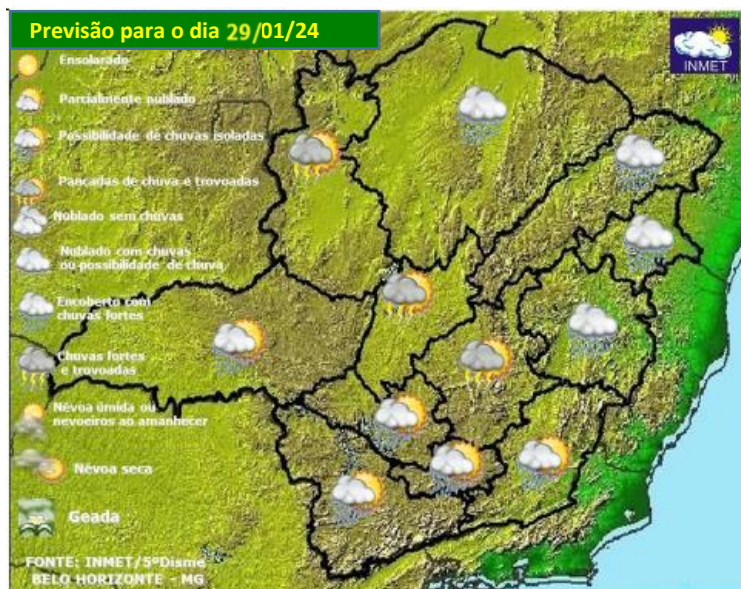 Previsão para o dia 29/01/24
INMET
Ensolarado
Parcialmente nublado
Possibilidade de chuvas isoladas
Pancadas de chuva e trovoadas
Nublado sem chuvas
Nublado com chuvas
ou possibilidade de chuva
Encoberto com
chuvas fortes
Chuvas fortes
e trovoadas
Névoa úmida ou
nevoeiros ao amanhecer
Névoa seca
Geada
FONTE: INMET/5ºDisme
BELO HORIZONTE - MG